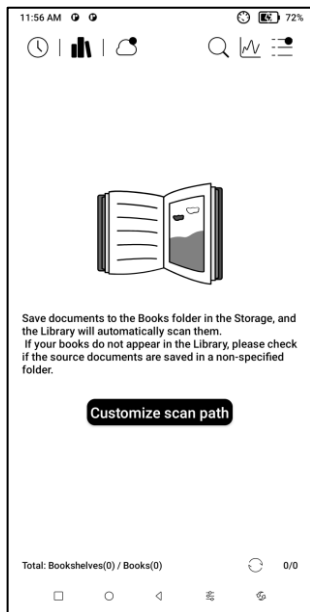 11:56 AM 72%
Save documents to the Books folder in the Storage, and
the Library will automatically scan them.
If your books do not appear in the Library, please check
if the source documents are saved in a non-specified
folder.
Customize scan path
Total: Bookshelves(0) / Books(0) 0/0